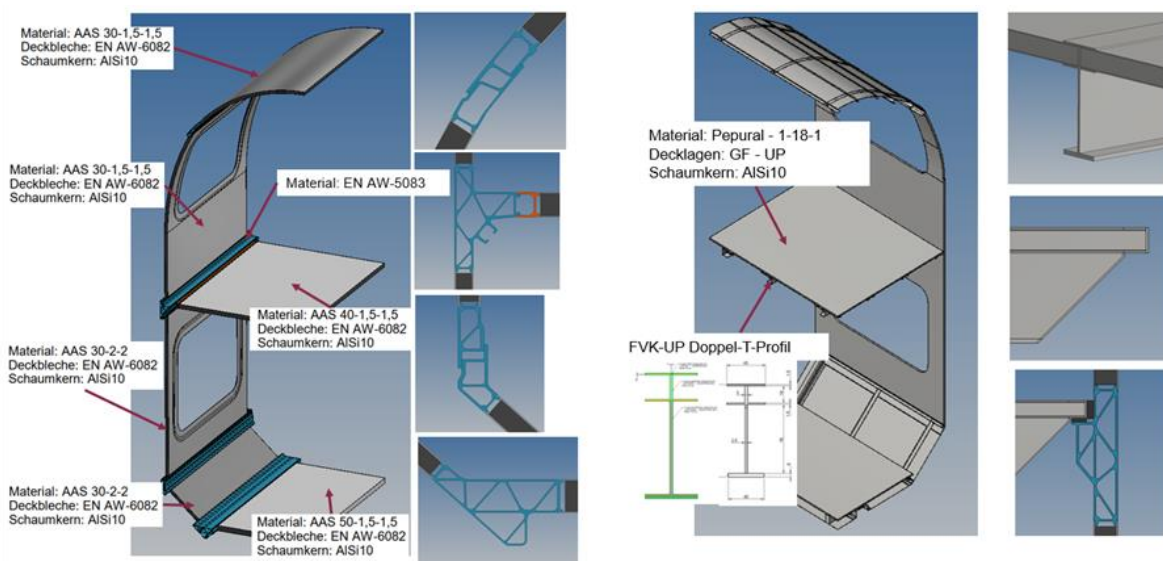 Material: AAS 30-1,5-1,5
Deckbleche: EN AW-6082
Schaumkern: AlSi10
Material: AAS 30-1,5-1,5
Deckbleche: EN AW-6082
Schaumkern: AlSi10
Material: EN AW-5083
Material: AAS 40-1,5-1,5
Deckbleche: EN AW-6082
Schaumkern: AlSi10
Material: AAS 30-2-2
Deckbleche: EN AW-6082
Schaumkern: AlSi10
Material: AAS 30-2-2
Deckbleche: EN AW-6082
Schaumkern: AlSi10
Material: AAS 50-1,5-1,5
Deckbleche: EN AW-6082
Schaumkern: AlSi10
Material: Pepural - 1-18-1
Decklagen: GF - UP
Schaumkern: AlSi10
FVK-UP Doppel-T-Profil